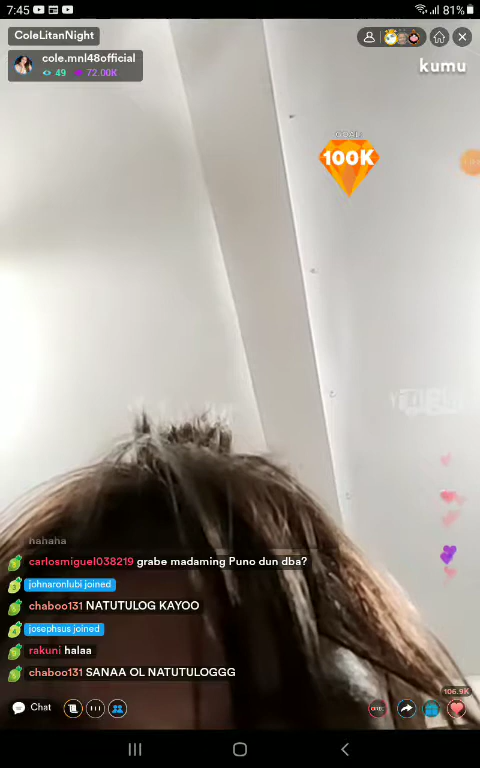 7:45
81%
ColeLitanNight
cole.mnl48official
49
72.00K
kumu
GOAL
100K
hahaha
carlosmiguel038219 grabe madaming Puno dun dba?
johnaronlubi joined
chaboo131 NATUTULOG KAYOO
josephsus joined
rakuni halaa
chaboo131 SANAA OL NATUTULOGGG
106.9K
Chat